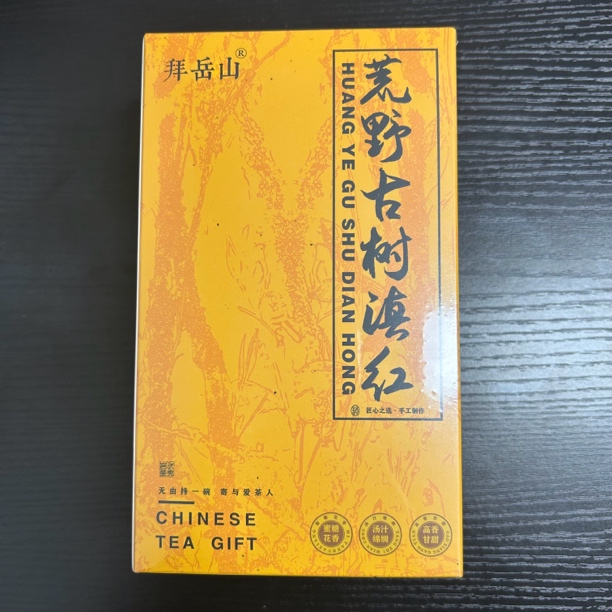 拜岳山®
荒野古树滇红
HUANG YE GU SHU DIAN HONG
匠心之选·手工制作
无由持一碗 寄与爱茶人
CHINESE
TEA GIFT
蜜糖
花香
汤汁
绵绸
高香
甘甜